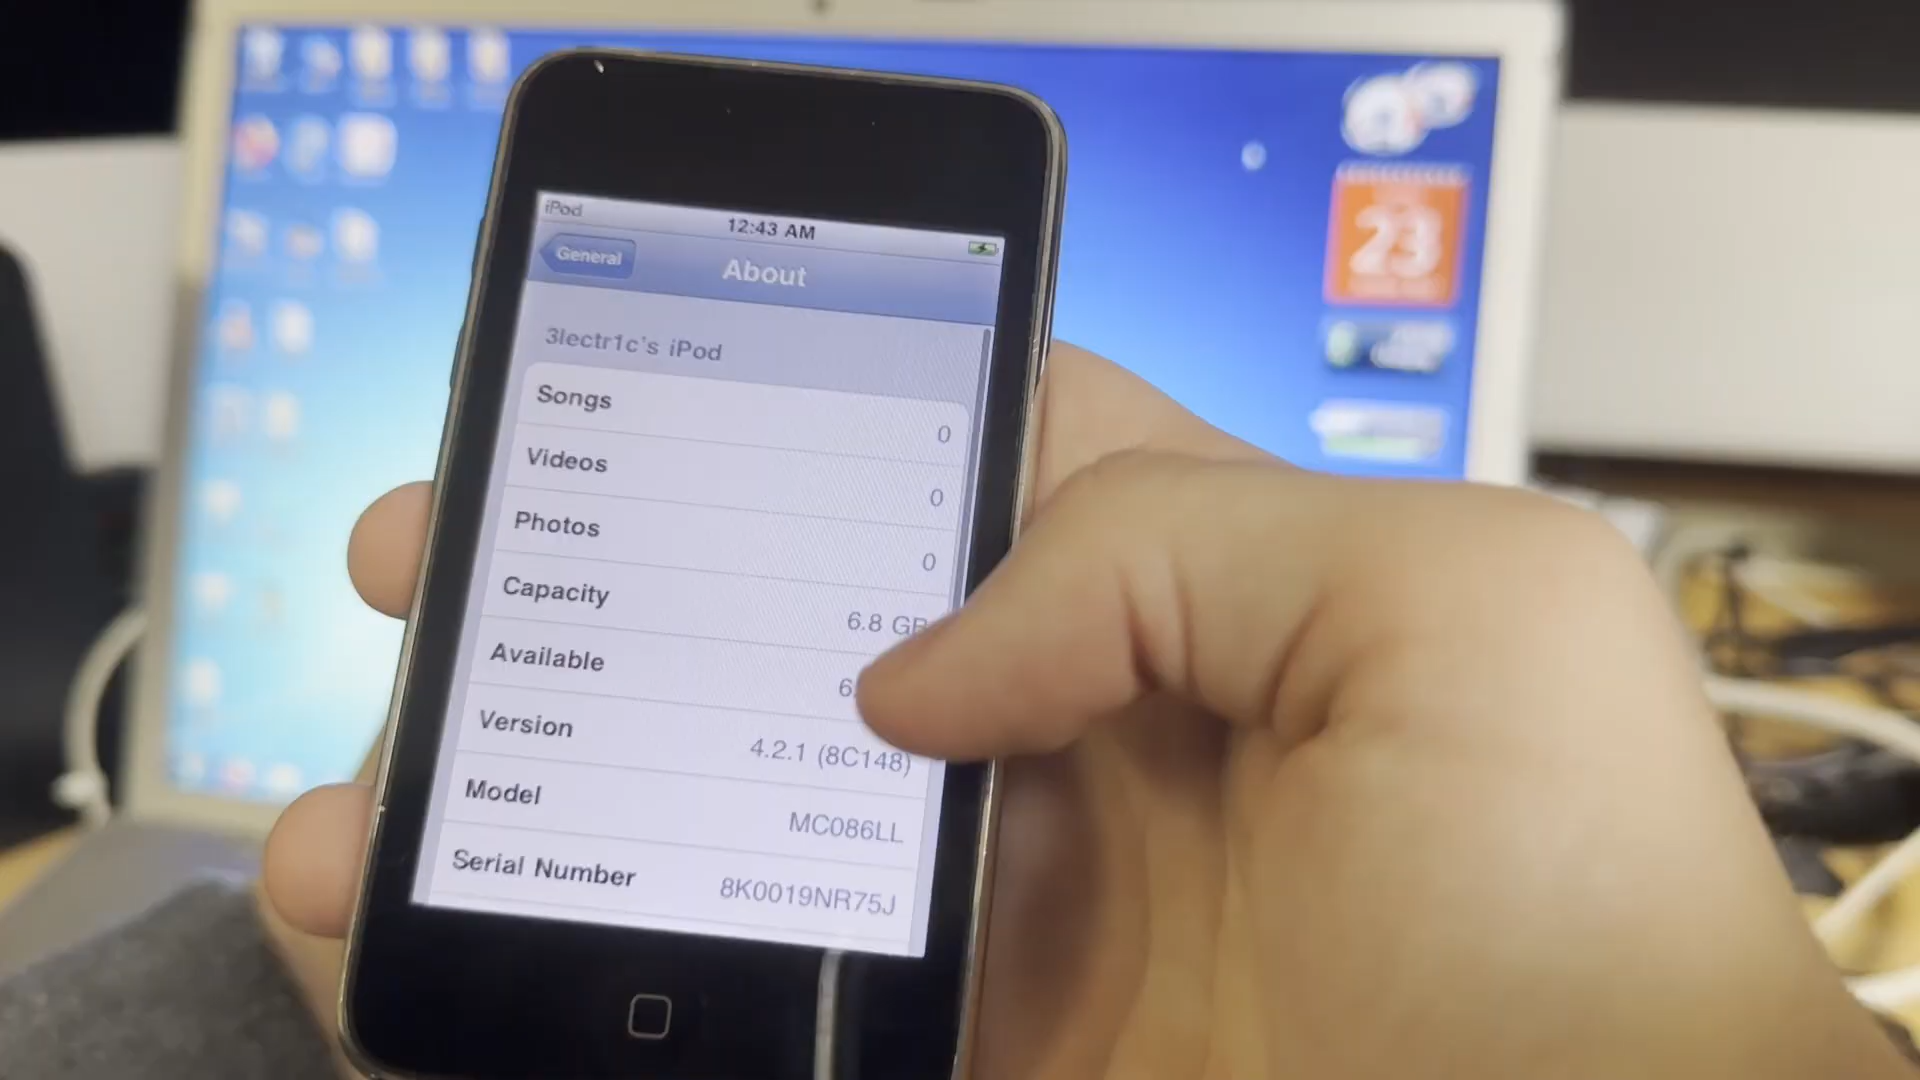 iPod
12:43 AM
General
About
3lectr1c's iPod
Songs
0
Videos
0
Photos
0
Capacity
6.8 GB
Available
Version
4.2.1 (8C148)
Model
MC086LL
Serial Number
8K0019NR75J
23